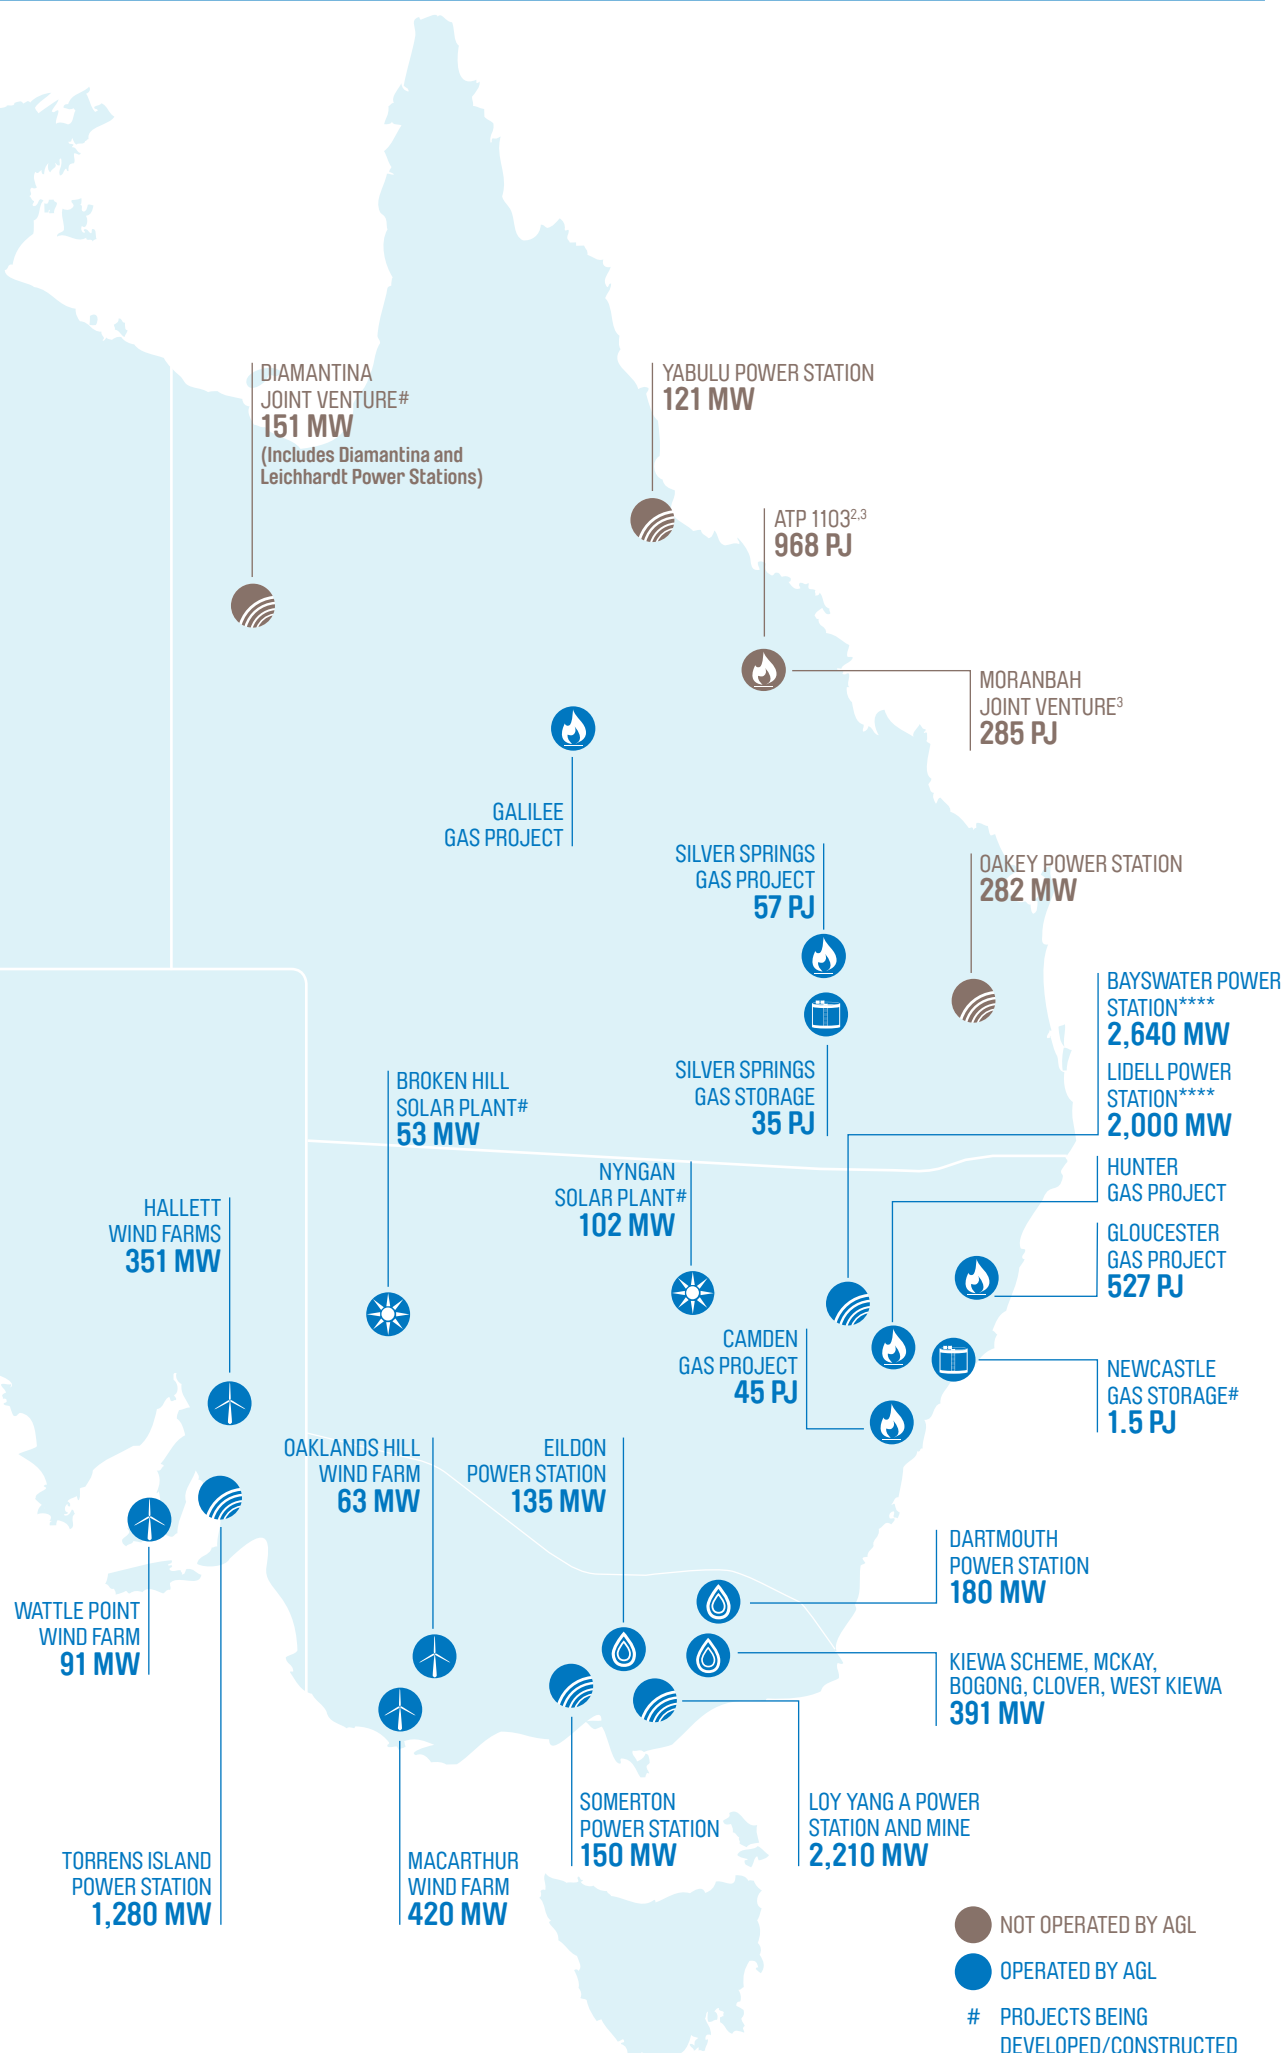 DIAMANTINA
JOINT VENTURE#
151 MW
(Includes Diamantina and
Leichhardt Power Stations)
YABULU POWER STATION
121 MW
ATP 1103²,³
968 PJ
MORANBAH
JOINT VENTURE³
285 PJ
GALILEE
GAS PROJECT
SILVER SPRINGS
GAS PROJECT
57 PJ
OAKEY POWER STATION
282 MW
BAYSWATER POWER
STATION****
2,640 MW
LIDELL POWER
STATION****
2,000 MW
SILVER SPRINGS
GAS STORAGE
35 PJ
BROKEN HILL
SOLAR PLANT#
53 MW
NYNGAN
SOLAR PLANT#
102 MW
HUNTER
GAS PROJECT
GLOUCESTER
GAS PROJECT
527 PJ
HALLETT
WIND FARMS
351 MW
CAMDEN
GAS PROJECT
45 PJ
NEWCASTLE
GAS STORAGE#
1.5 PJ
OAKLANDS HILL
WIND FARM
63 MW
EILDON
POWER STATION
135 MW
DARTMOUTH
POWER STATION
180 MW
WATTLE POINT
WIND FARM
91 MW
KIEWA SCHEME, MCKAY,
BOGONG, CLOVER, WEST KIEWA
391 MW
SOMERTON
POWER STATION
150 MW
LOY YANG A POWER
STATION AND MINE
2,210 MW
TORRENS ISLAND
POWER STATION
1,280 MW
MACARTHUR
WIND FARM
420 MW
NOT OPERATED BY AGL
OPERATED BY AGL
# PROJECTS BEING
DEVELOPED/CONSTRUCTED